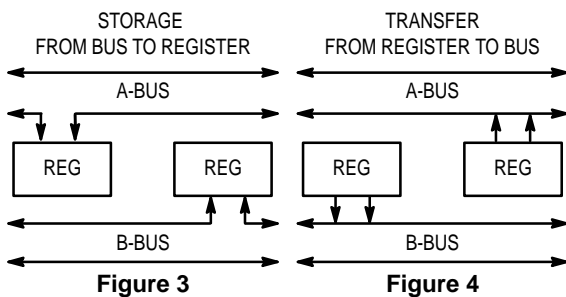 STORAGE
FROM BUS TO REGISTER
A-BUS
REG
REG
B-BUS
Figure 3
TRANSFER
FROM REGISTER TO BUS
A-BUS
REG
REG
B-BUS
Figure 4